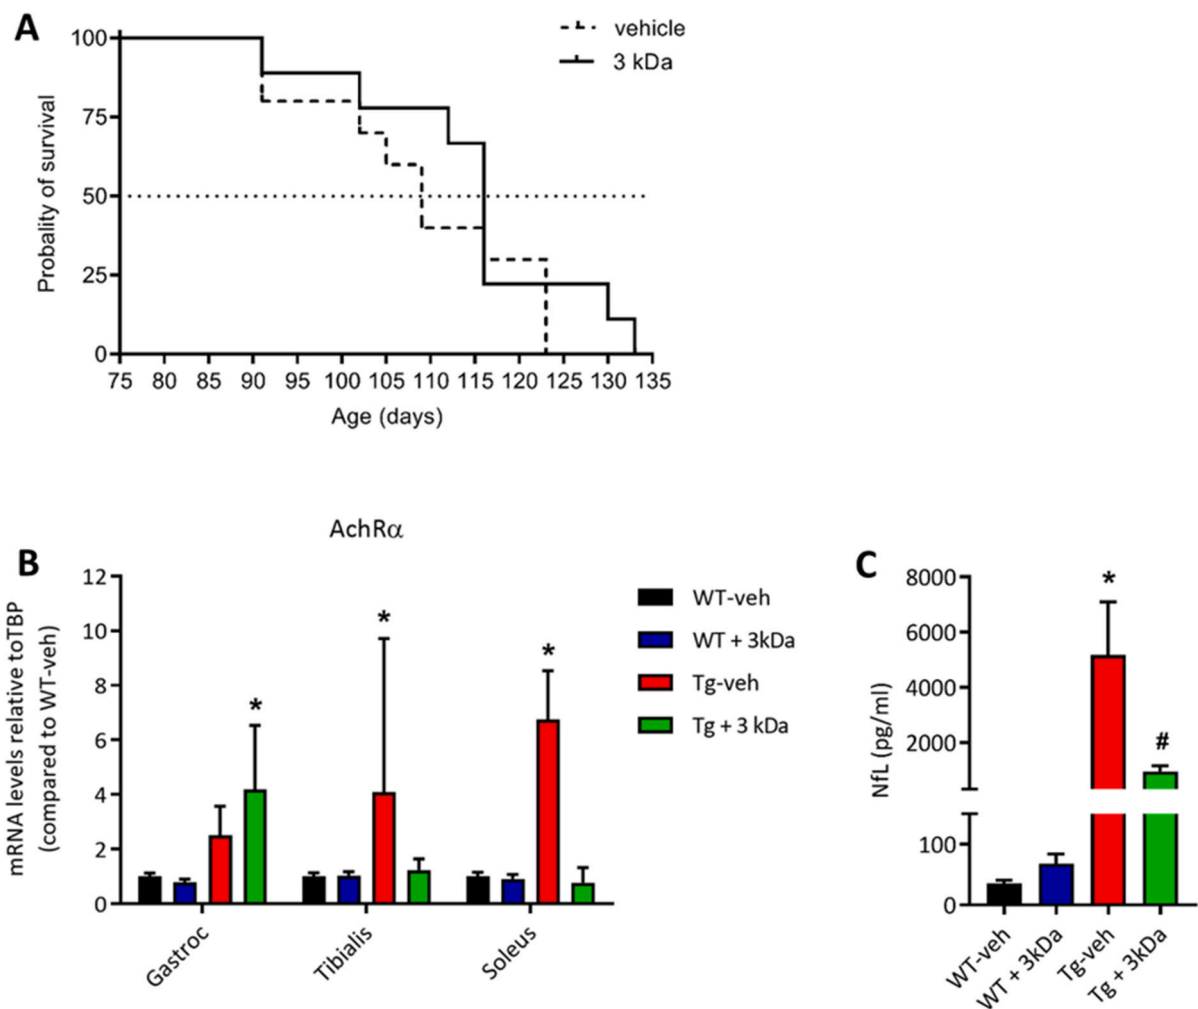 A
vehicle
3 kDa
Probality of survival
100
75
50
25
0
75 80 85 90 95 100 105 110 115 120 125 130 135
Age (days)
AchRα
B
mRNA levels relative toTBP
(compared to WT-veh)
12
10
8
6
4
2
0
* * *
Gastroc Tibialis Soleus
WT-veh
WT + 3kDa
Tg-veh
Tg + 3 kDa
C
NfL (pg/ml)
8000
6000
4000
2000
100
0
*
#
WT-veh WT + 3kDa Tg-veh Tg + 3kDa